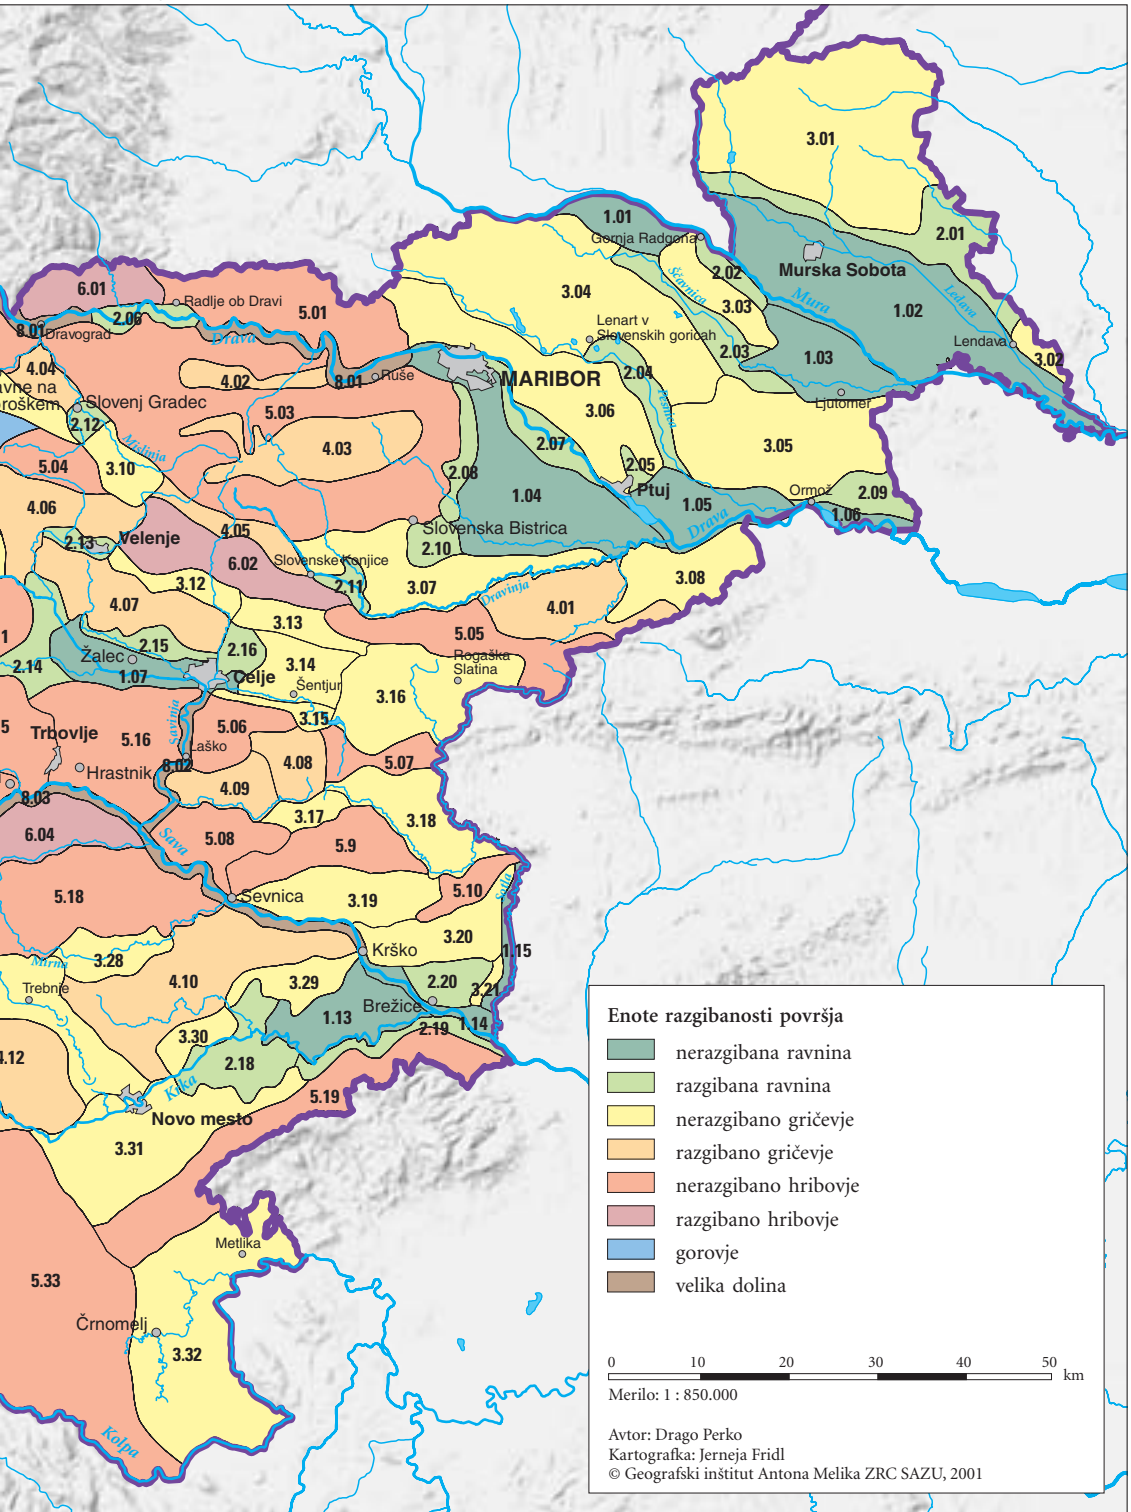 3.01
1.01
Gornja Radgona
2.01
2.02
Murska Sobota
Ščavnica
6.01
3.04
3.03
Mura
1.02
Ledava
Radlje ob Dravi
5.01
2.06
8.01
Dravograd
Drava
Lenart v
Slovenskih goricah
Lendava
2.03
1.03
3.02
4.04
avne na
roškem
4.02
8.01
Ruše
MARIBOR
2.04
Slovenj Gradec
5.03
3.06
Pesnica
Ljutomer
2.12
Mislinja
4.03
2.07
3.05
5.04
3.10
2.08
2.05
4.06
1.04
Ptuj
1.05
Ormož
2.09
4.05
Slovenska Bistrica
Drava
1.06
2.13
Velenje
2.10
6.02
Slovenske Konjice
3.12
2.11
3.07
Dravinja
3.08
4.07
4.01
3.13
5.05
1
2.15
2.16
Žalec
3.14
Rogaška
Slatina
2.14
1.07
Celje
Šentjur
3.16
Savinja
3.15
5
Trbovlje
5.16
5.06
Laško
8.02
4.08
5.07
Hrastnik
4.09
8.03
3.17
3.18
6.04
Sava
5.08
5.9
5.18
Sevnica
3.19
5.10
Sotla
3.20
1.15
Krško
3.28
Mirna
4.10
3.29
2.20
3.21
Trebnje
Brežice
1.13
1.14
2.19
3.30
4.12
2.18
Krka
5.19
Novo mesto
3.31
Metlika
5.33
Črnomelj
3.32
Kolpa
Enote razgibanosti površja
nerazgibana ravnina
razgibana ravnina
nerazgibano gričevje
razgibano gričevje
nerazgibano hribovje
razgibano hribovje
gorovje
velika dolina
0 10 20 30 40 50 km
Merilo: 1 : 850.000
Avtor: Drago Perko
Kartografka: Jerneja Fridl
© Geografski inštitut Antona Melika ZRC SAZU, 2001